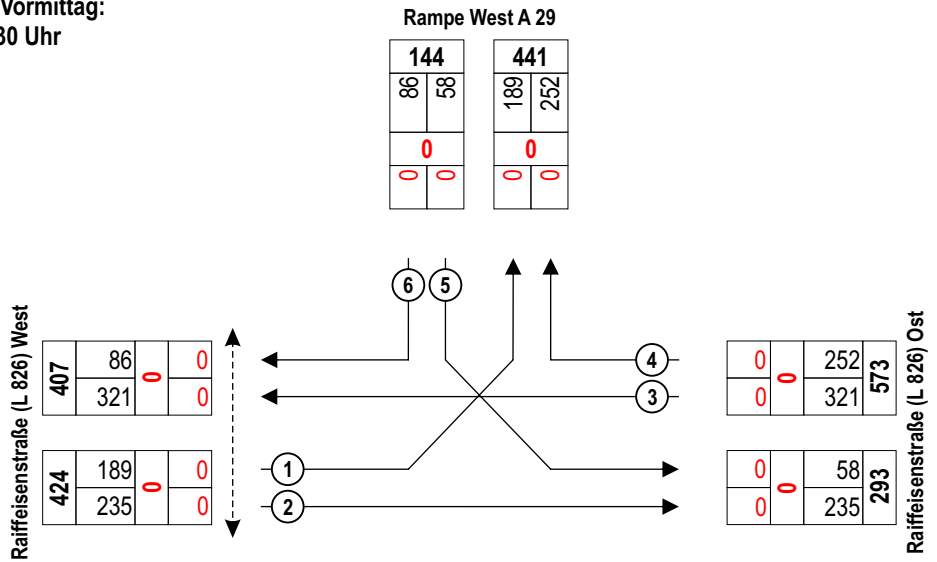 Vormittag:
30 Uhr
Rampe West A 29
144 441
86 58 189 252
0 0
0 0 0 0
6 5
Raiffeisenstraße (L 826) West
407 86 0 0
321 0
424 189 0 0
235 0
4
3
1
2
0 0 252 573
0 321
0 0 58 293
0 235
Raiffeisenstraße (L 826) Ost